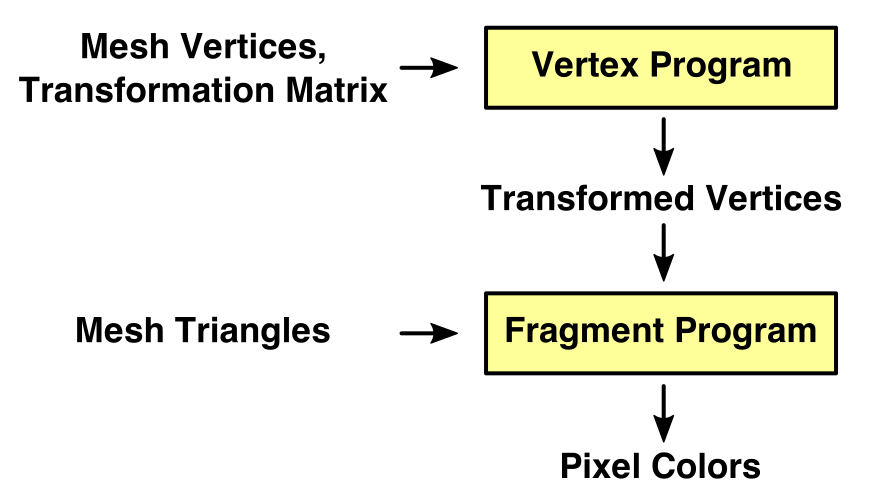 Mesh Vertices,
Transformation Matrix
Vertex Program
Transformed Vertices
Mesh Triangles
Fragment Program
Pixel Colors